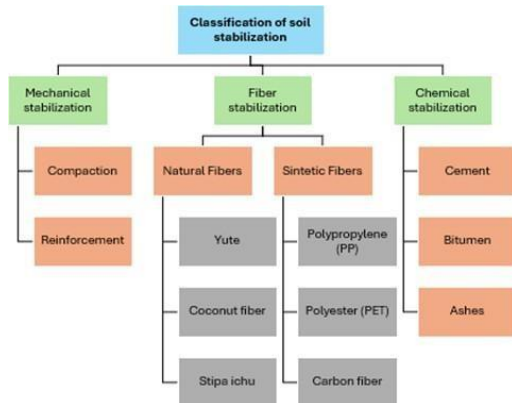 Classification of soil
stabilization
Mechanical
stabilization
Fiber
stabilization
Chemical
stabilization
Compaction
Natural Fibers
Sintetic Fibers
Cement
Reinforcement
Yute
Polypropylene
(PP)
Bitumen
Coconut fiber
Polyester (PET)
Ashes
Stipa ichu
Carbon fiber